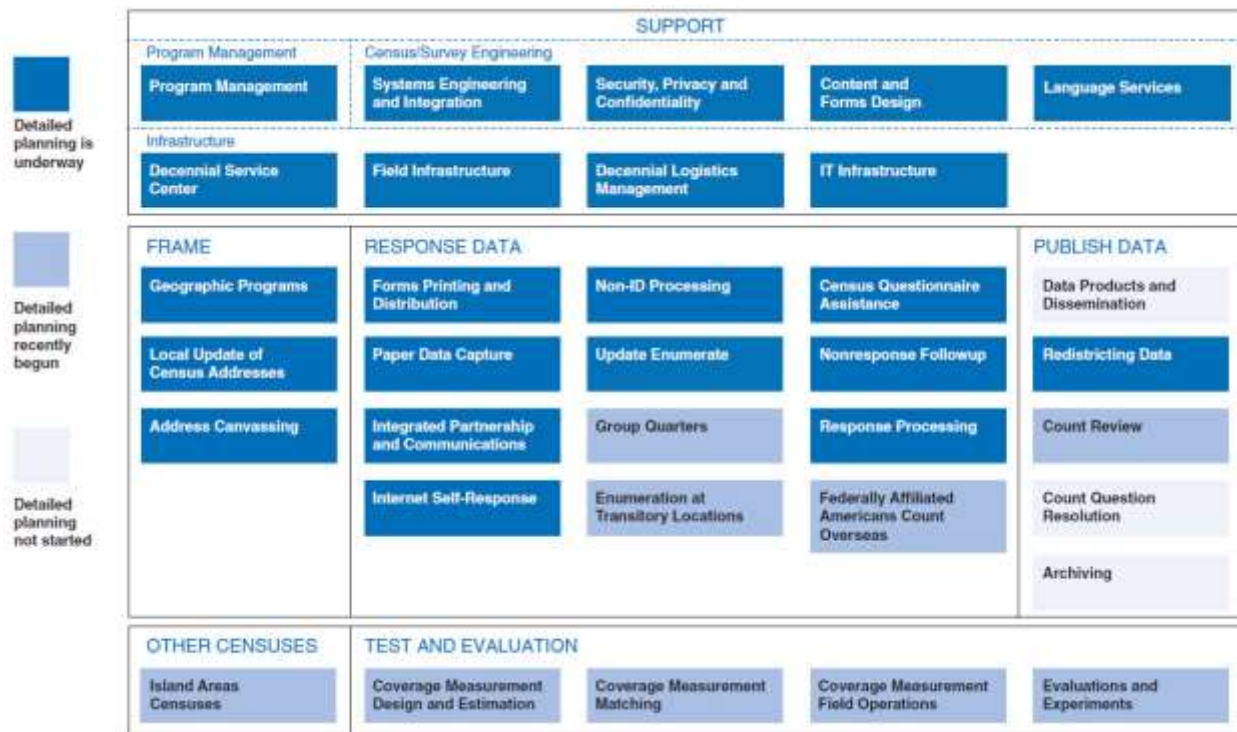 SUPPORT
Program Management
Census/Survey Engineering
Program Management
Systems Engineering
and Integration
Security, Privacy and
Confidentiality
Content and
Forms Design
Language Services
Infrastructure
Decennial Service
Center
Field Infrastructure
Decennial Logistics
Management
IT Infrastructure
Detailed
planning is
underway
Detailed
planning
recently
begun
Detailed
planning
not started
FRAME
Geographic Programs
Local Update of
Census Addresses
Address Canvassing
RESPONSE DATA
Forms Printing and
Distribution
Non-ID Processing
Census Questionnaire
Assistance
Paper Data Capture
Update Enumerate
Nonresponse Followup
Integrated Partnership
and Communications
Group Quarters
Response Processing
Internet Self-Response
Enumeration at
Transitory Locations
Federally Affiliated
Americans Count
Overseas
PUBLISH DATA
Data Products and
Dissemination
Redistricting Data
Count Review
Count Question
Resolution
Archiving
OTHER CENSUSES
Island Areas
Censuses
TEST AND EVALUATION
Coverage Measurement
Design and Estimation
Coverage Measurement
Matching
Coverage Measurement
Field Operations
Evaluations and
Experiments